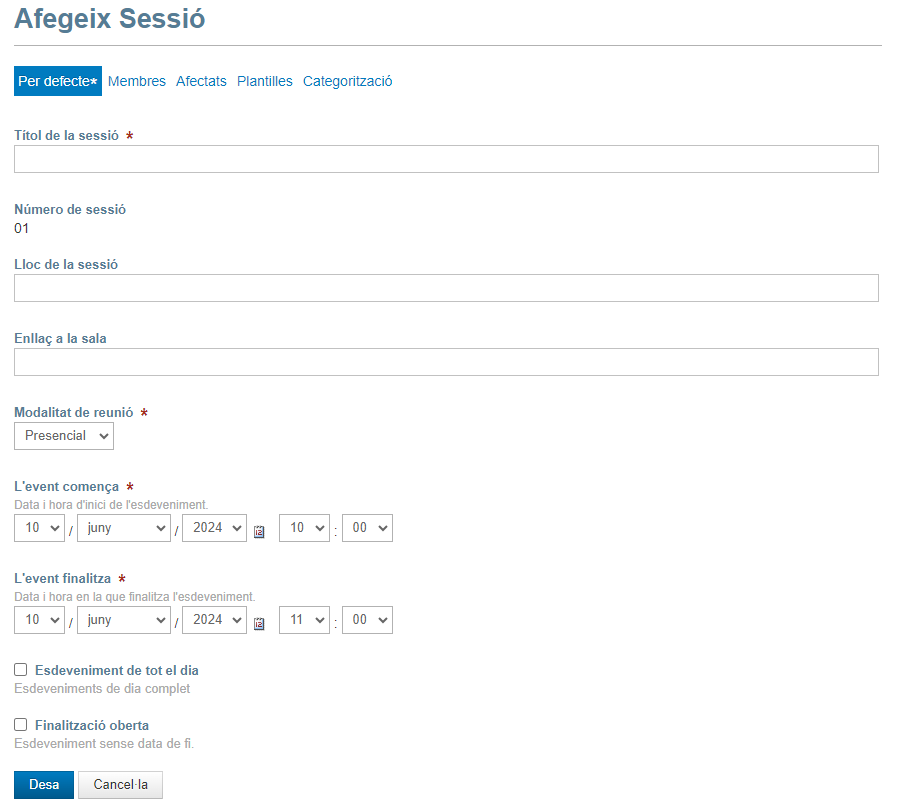 Afegeix Sessió
Per defecte* Membres Afectats Plantilles Categorització
Títol de la sessió *
Número de sessió
01
Lloc de la sessió
Enllaç a la sala
Modalitat de reunió *
Presencial
L'event comença *
Data i hora d'inici de l'esdeveniment.
10 / juny / 2024 12 10 : 00
L'event finalitza *
Data i hora en la que finalitza l'esdeveniment.
10 / juny / 2024 12 11 : 00
Esdeveniment de tot el dia
Esdeveniments de dia complet
Finalització oberta
Esdeveniment sense data de fi.
Desa Cancel·la